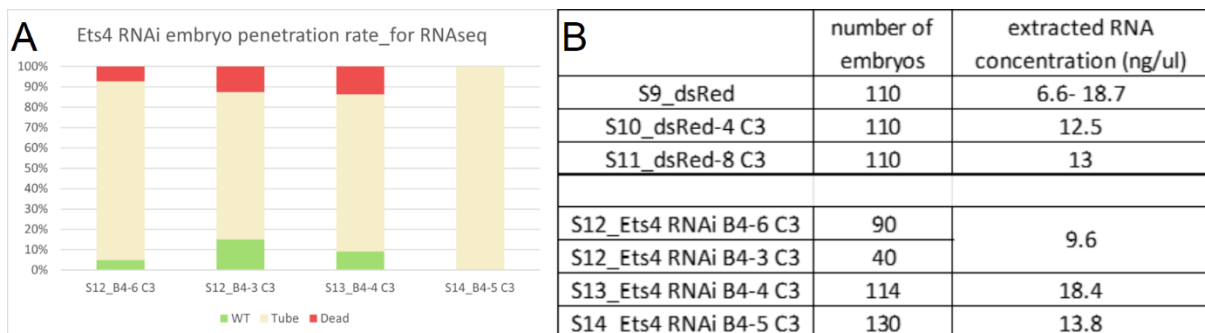 A
Ets4 RNAi embryo penetration rate_for RNAseq
100%
90%
80%
70%
60%
50%
40%
30%
20%
10%
0%
S12_B4-6 C3 S12_B4-3 C3 S13_B4-4 C3 S14_B4-5 C3
WT Tube Dead
B
number of embryos extracted RNA concentration (ng/ul)
S9_dsRed 110 6.6- 18.7
S10_dsRed-4 C3 110 12.5
S11_dsRed-8 C3 110 13
S12_Ets4 RNAi B4-6 C3 90 9.6
S12_Ets4 RNAi B4-3 C3 40
S13_Ets4 RNAi B4-4 C3 114 18.4
S14_Ets4 RNAi B4-5 C3 130 13.8